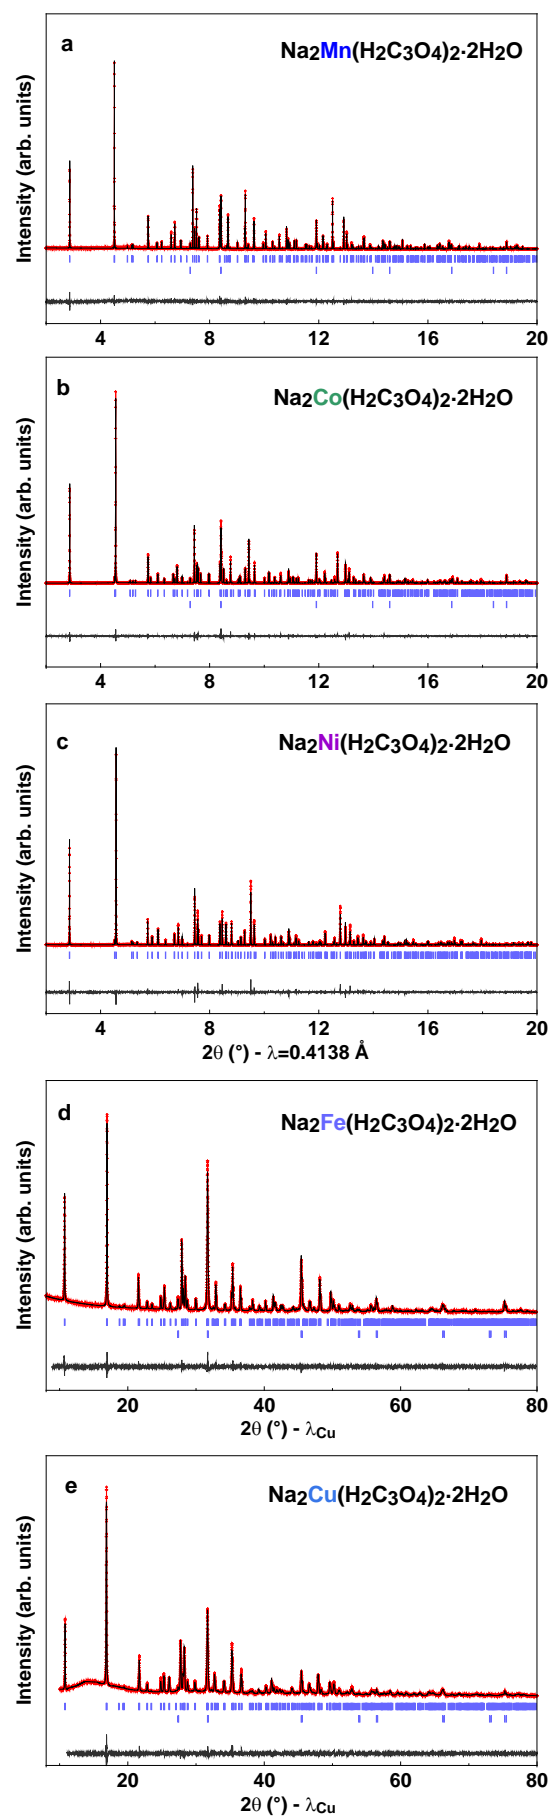 a
Na2Mn(H2C3O4)2·2H2O
Intensity (arb. units)
4 8 12 16 20
b
Na2Co(H2C3O4)2·2H2O
Intensity (arb. units)
4 8 12 16 20
c
Na2Ni(H2C3O4)2·2H2O
Intensity (arb. units)
4 8 12 16 20
2θ (°) - λ=0.4138 Å
d
Na2Fe(H2C3O4)2·2H2O
Intensity (arb. units)
20 40 60 80
2θ (°) - λCu
e
Na2Cu(H2C3O4)2·2H2O
Intensity (arb. units)
20 40 60 80
2θ (°) - λCu